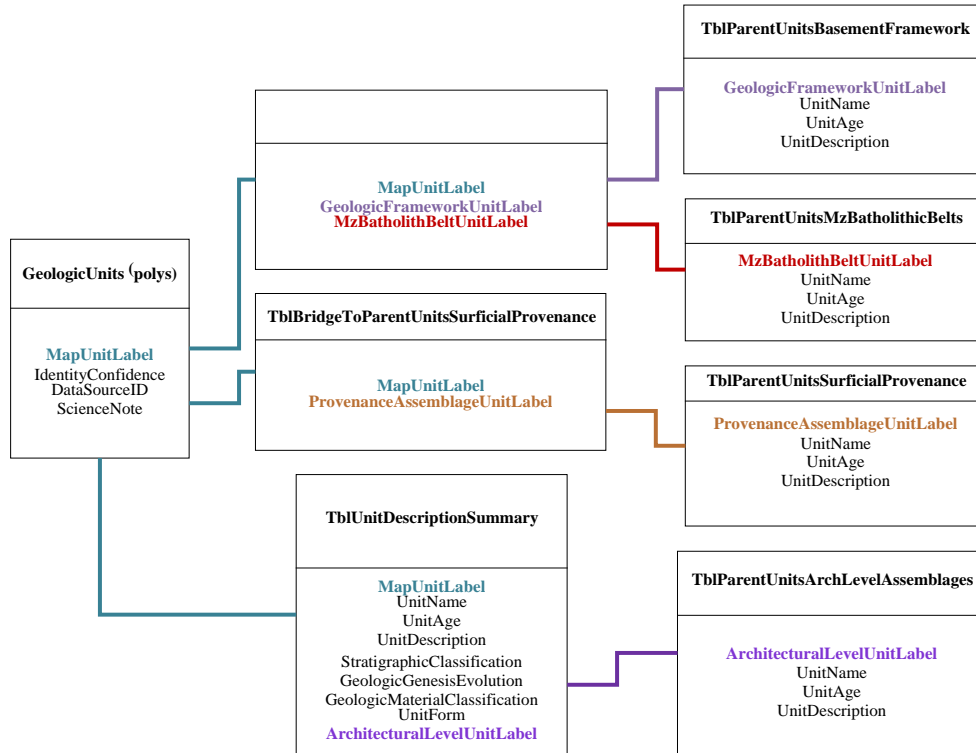 GeologicUnits (polys)
MapUnitLabel
IdentityConfidence
DataSourceID
ScienceNote
MapUnitLabel
GeologicFrameworkUnitLabel
MzBatholithBeltUnitLabel
TblBridgeToParentUnitsSurficialProvenance
MapUnitLabel
ProvenanceAssemblageUnitLabel
TblUnitDescriptionSummary
MapUnitLabel
UnitName
UnitAge
UnitDescription
StratigraphicClassification
GeologicGenesisEvolution
GeologicMaterialClassification
UnitForm
ArchitecturalLevelUnitLabel
TblParentUnitsBasementFramework
GeologicFrameworkUnitLabel
UnitName
UnitAge
UnitDescription
TblParentUnitsMzBatholithicBelts
MzBatholithBeltUnitLabel
UnitName
UnitAge
UnitDescription
TblParentUnitsSurficialProvenance
ProvenanceAssemblageUnitLabel
UnitName
UnitAge
UnitDescription
TblParentUnitsArchLevelAssemblages
ArchitecturalLevelUnitLabel
UnitName
UnitAge
UnitDescription